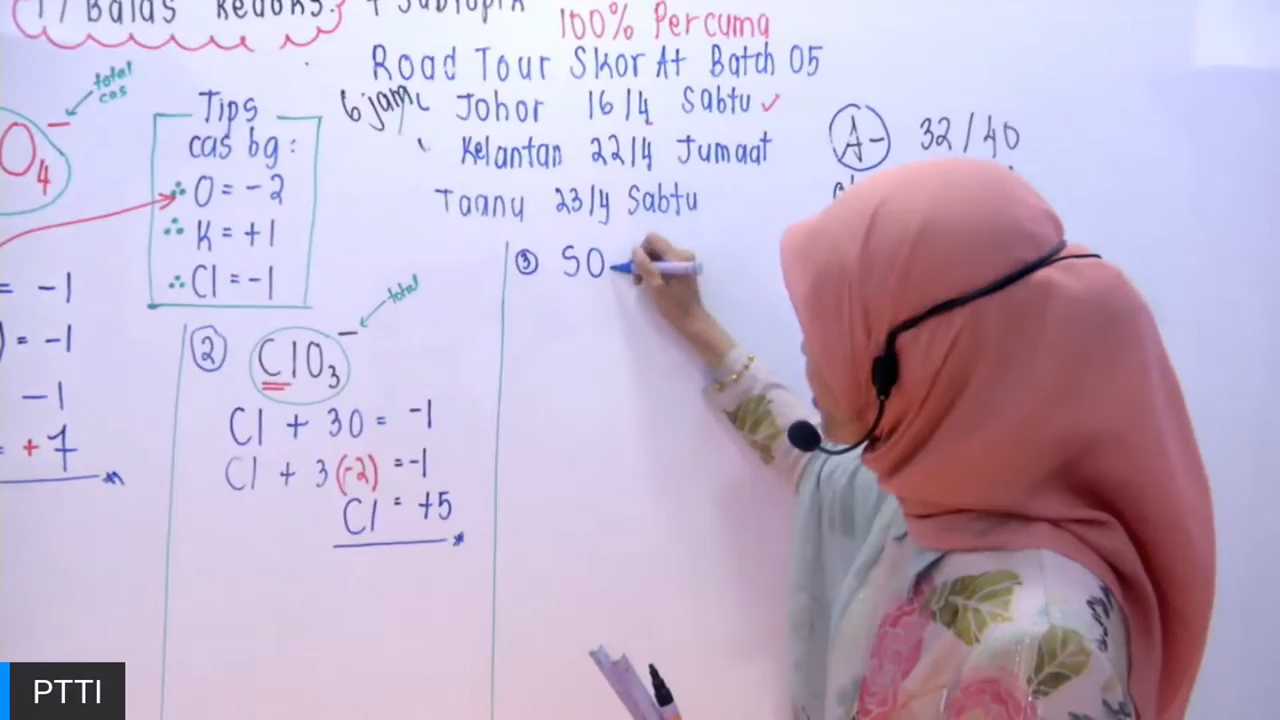 Balas Redoks
100% Percuma
Road Tour Skor At Batch 05
6 jam
Johor 16/4 Sabtu ✓
Kelantan 22/4 Jumaat
23/4 Sabtu
A- 32/40
total
cas
O4 −
Tips
cas bg:
∴ O = -2
∴ K = +1
∴ Cl = -1
= -1
) = -1
-1
= +7
2 ClO3 −
total
Cl + 3O = -1
Cl + 3(-2) = -1
Cl = +5
3 SO
PTTI